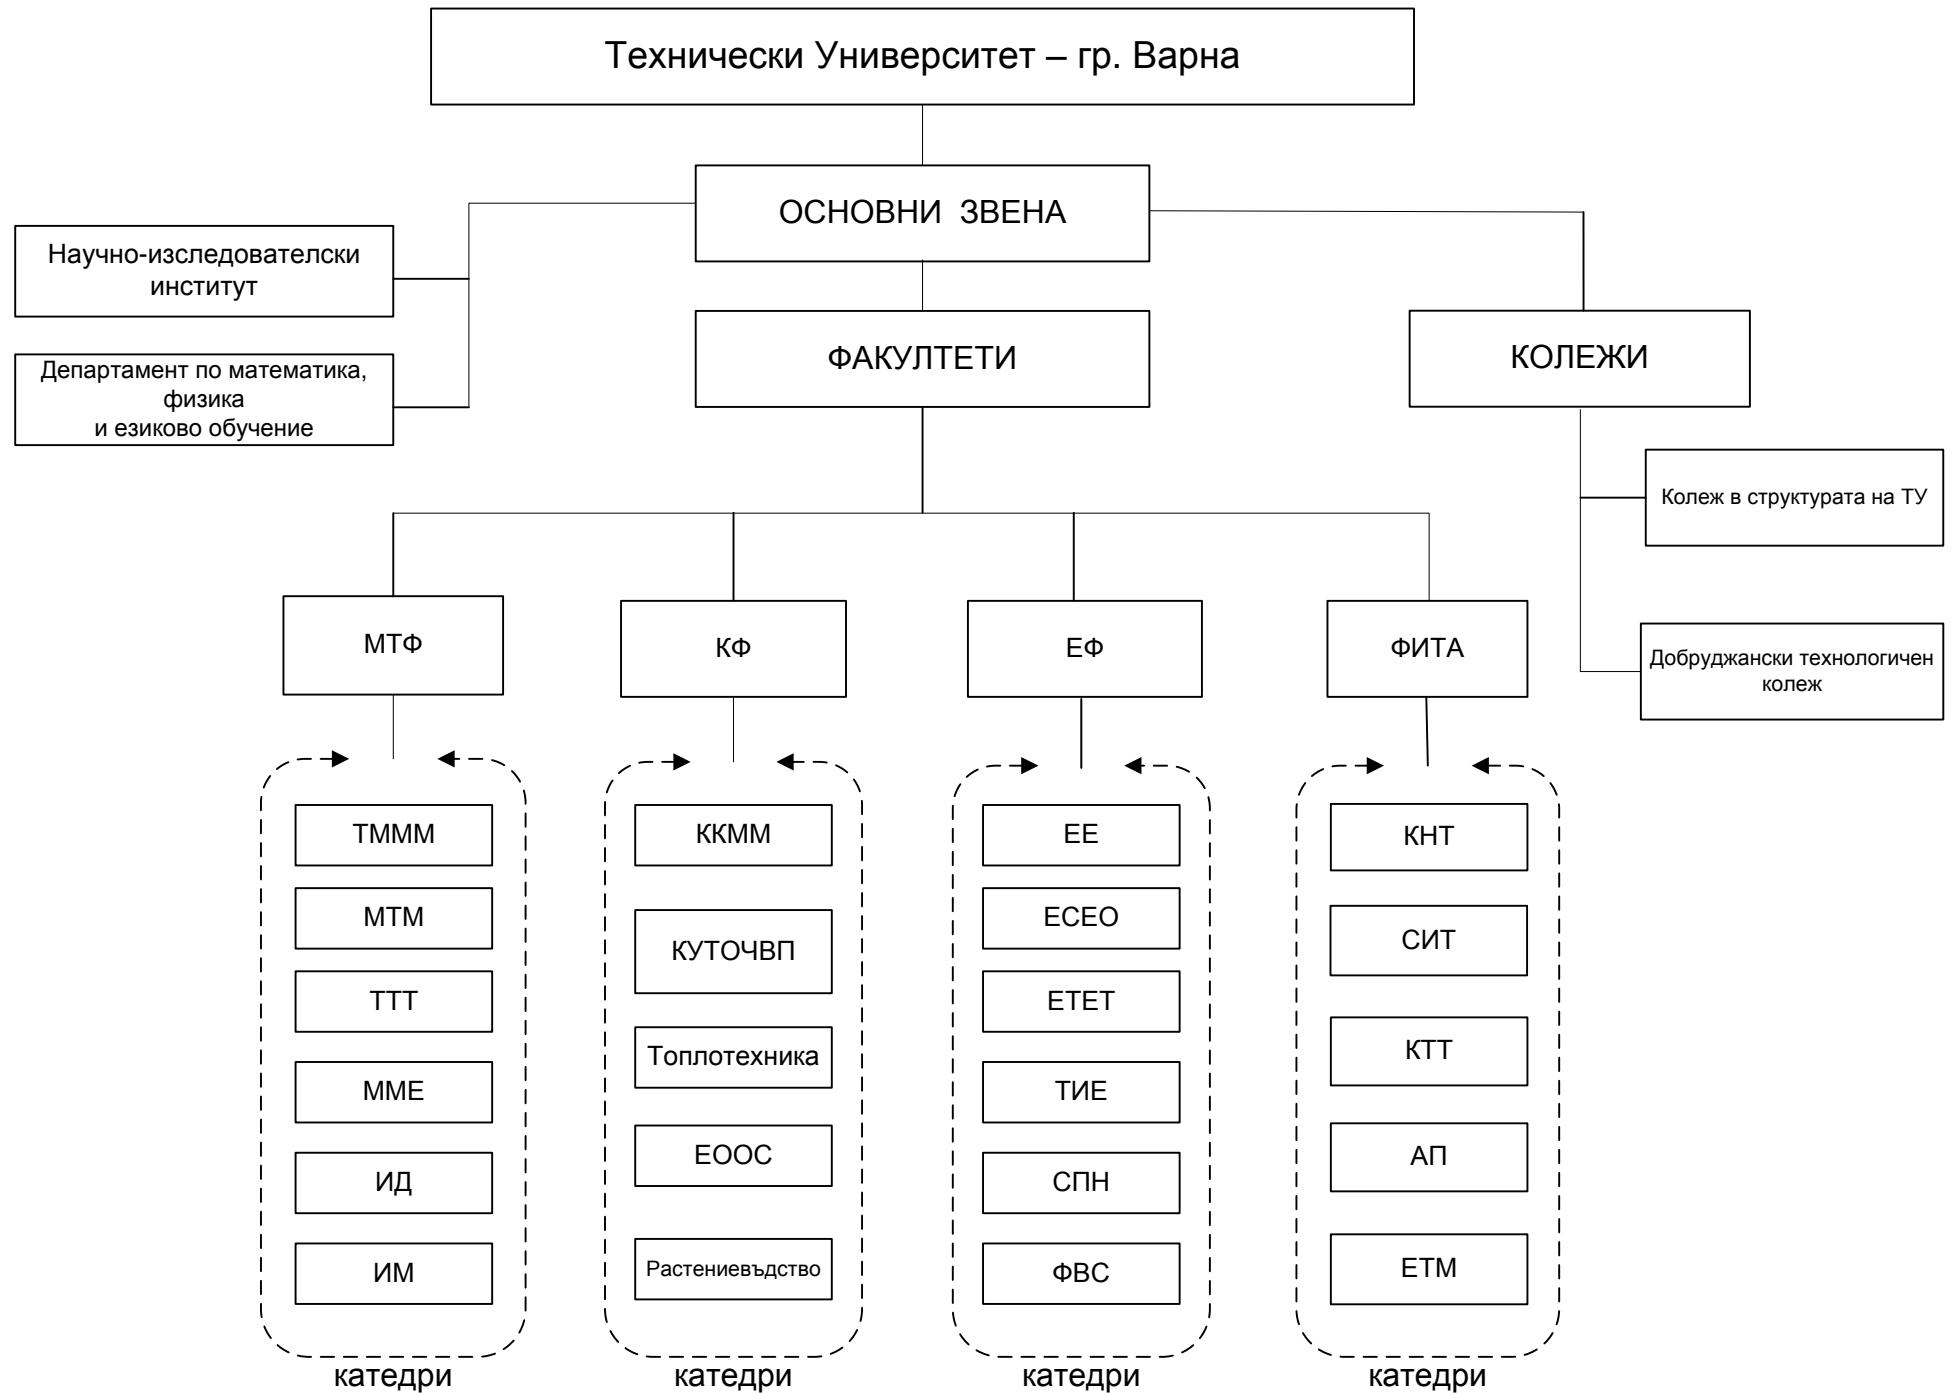 Технически Университет – гр. Варна
ОСНОВНИ ЗВЕНА
Научно-изследователски
институт
Департамент по математика,
физика
и езиково обучение
ФАКУЛТЕТИ
КОЛЕЖИ
Колеж в структурата на ТУ
Добруджански технологичен
колеж
МТФ
КФ
ЕФ
ФИТА
ТМММ
МТМ
ТТТ
ММЕ
ИД
ИМ
катедри
ККММ
КУТОЧВП
Топлотехника
ЕООС
Растениевъдство
катедри
ЕЕ
ЕСЕО
ЕТЕТ
ТИЕ
СПН
ФВС
катедри
КНТ
СИТ
КТТ
АП
ЕТМ
катедри